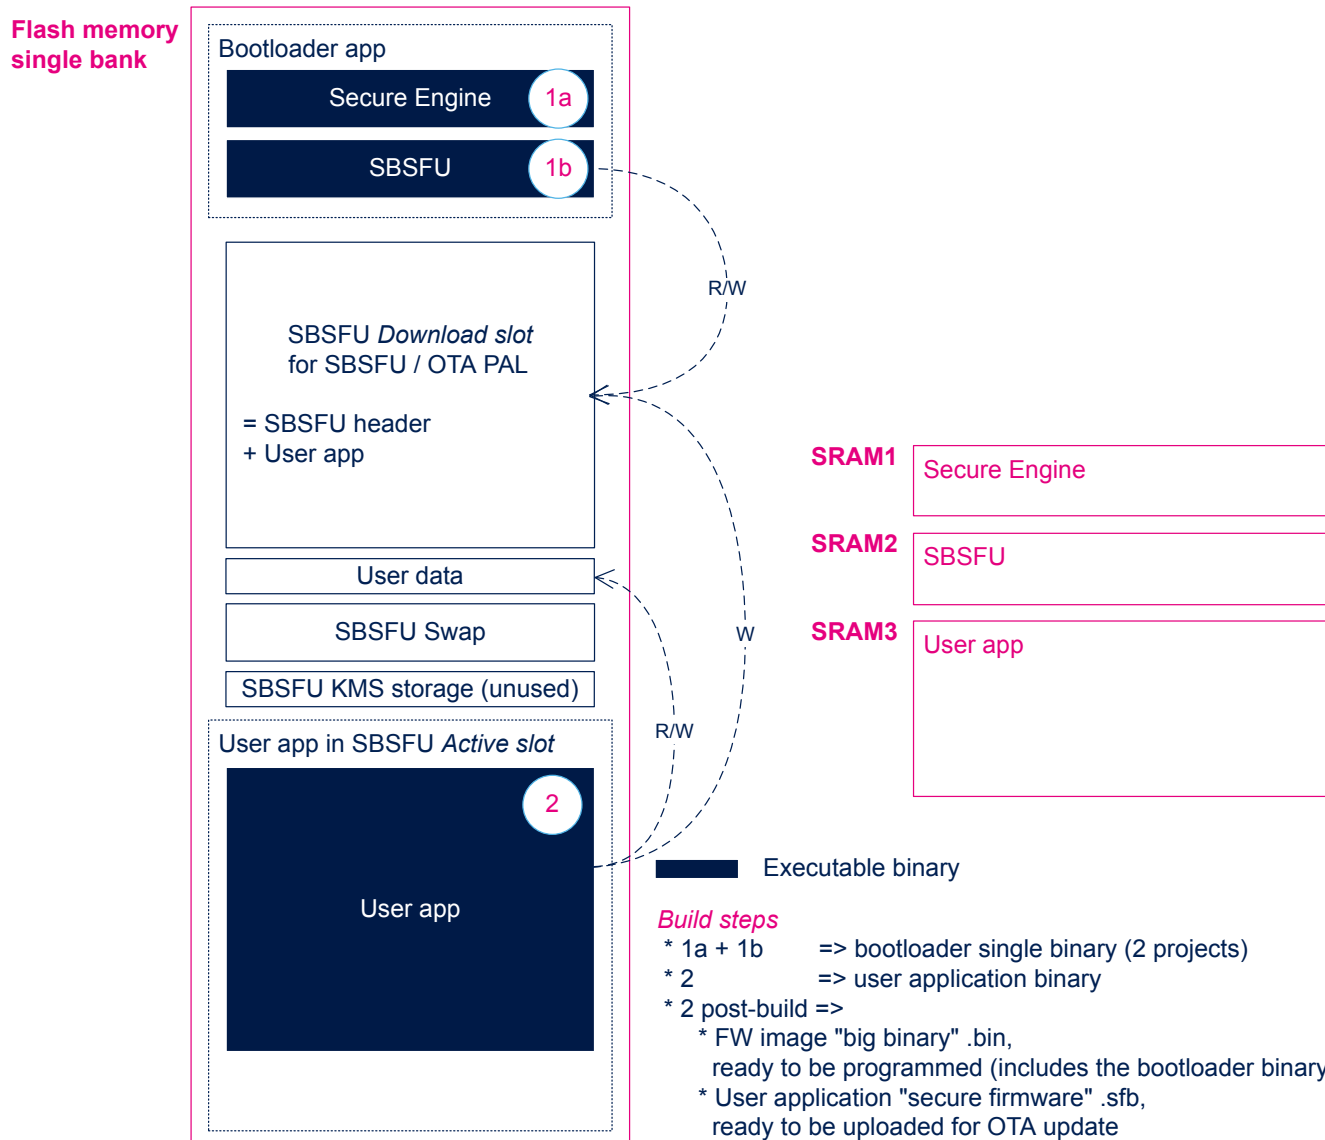 Flash memory
single bank
Bootloader app
Secure Engine
1a
SBSFU
1b
R/W
SBSFU Download slot
for SBSFU / OTA PAL
= SBSFU header
+ User app
SRAM1
Secure Engine
SRAM2
SBSFU
User data
SBSFU Swap
W
SRAM3
User app
SBSFU KMS storage (unused)
R/W
User app in SBSFU Active slot
2
User app
Executable binary
Build steps
* 1a + 1b => bootloader single binary (2 projects)
* 2 => user application binary
* 2 post-build =>
* FW image "big binary" .bin,
ready to be programmed (includes the bootloader binary
* User application "secure firmware" .sfb,
ready to be uploaded for OTA update